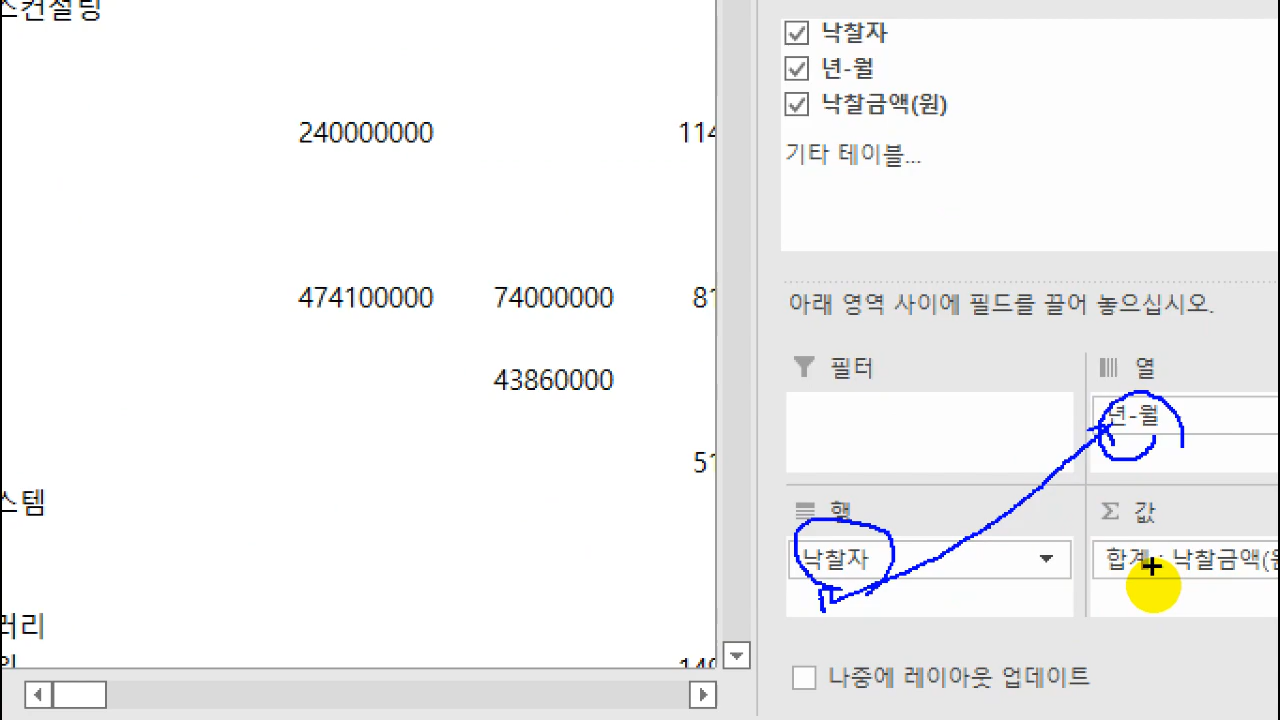 스컨설팅
240000000
474100000 74000000
43860000
스템
러리
낙찰자
년-월
낙찰금액(원)
기타 테이블...
아래 영역 사이에 필드를 끌어 놓으십시오.
필터
열
년-월
행
값
낙찰자
합계 : 낙찰금액(원
나중에 레이아웃 업데이트